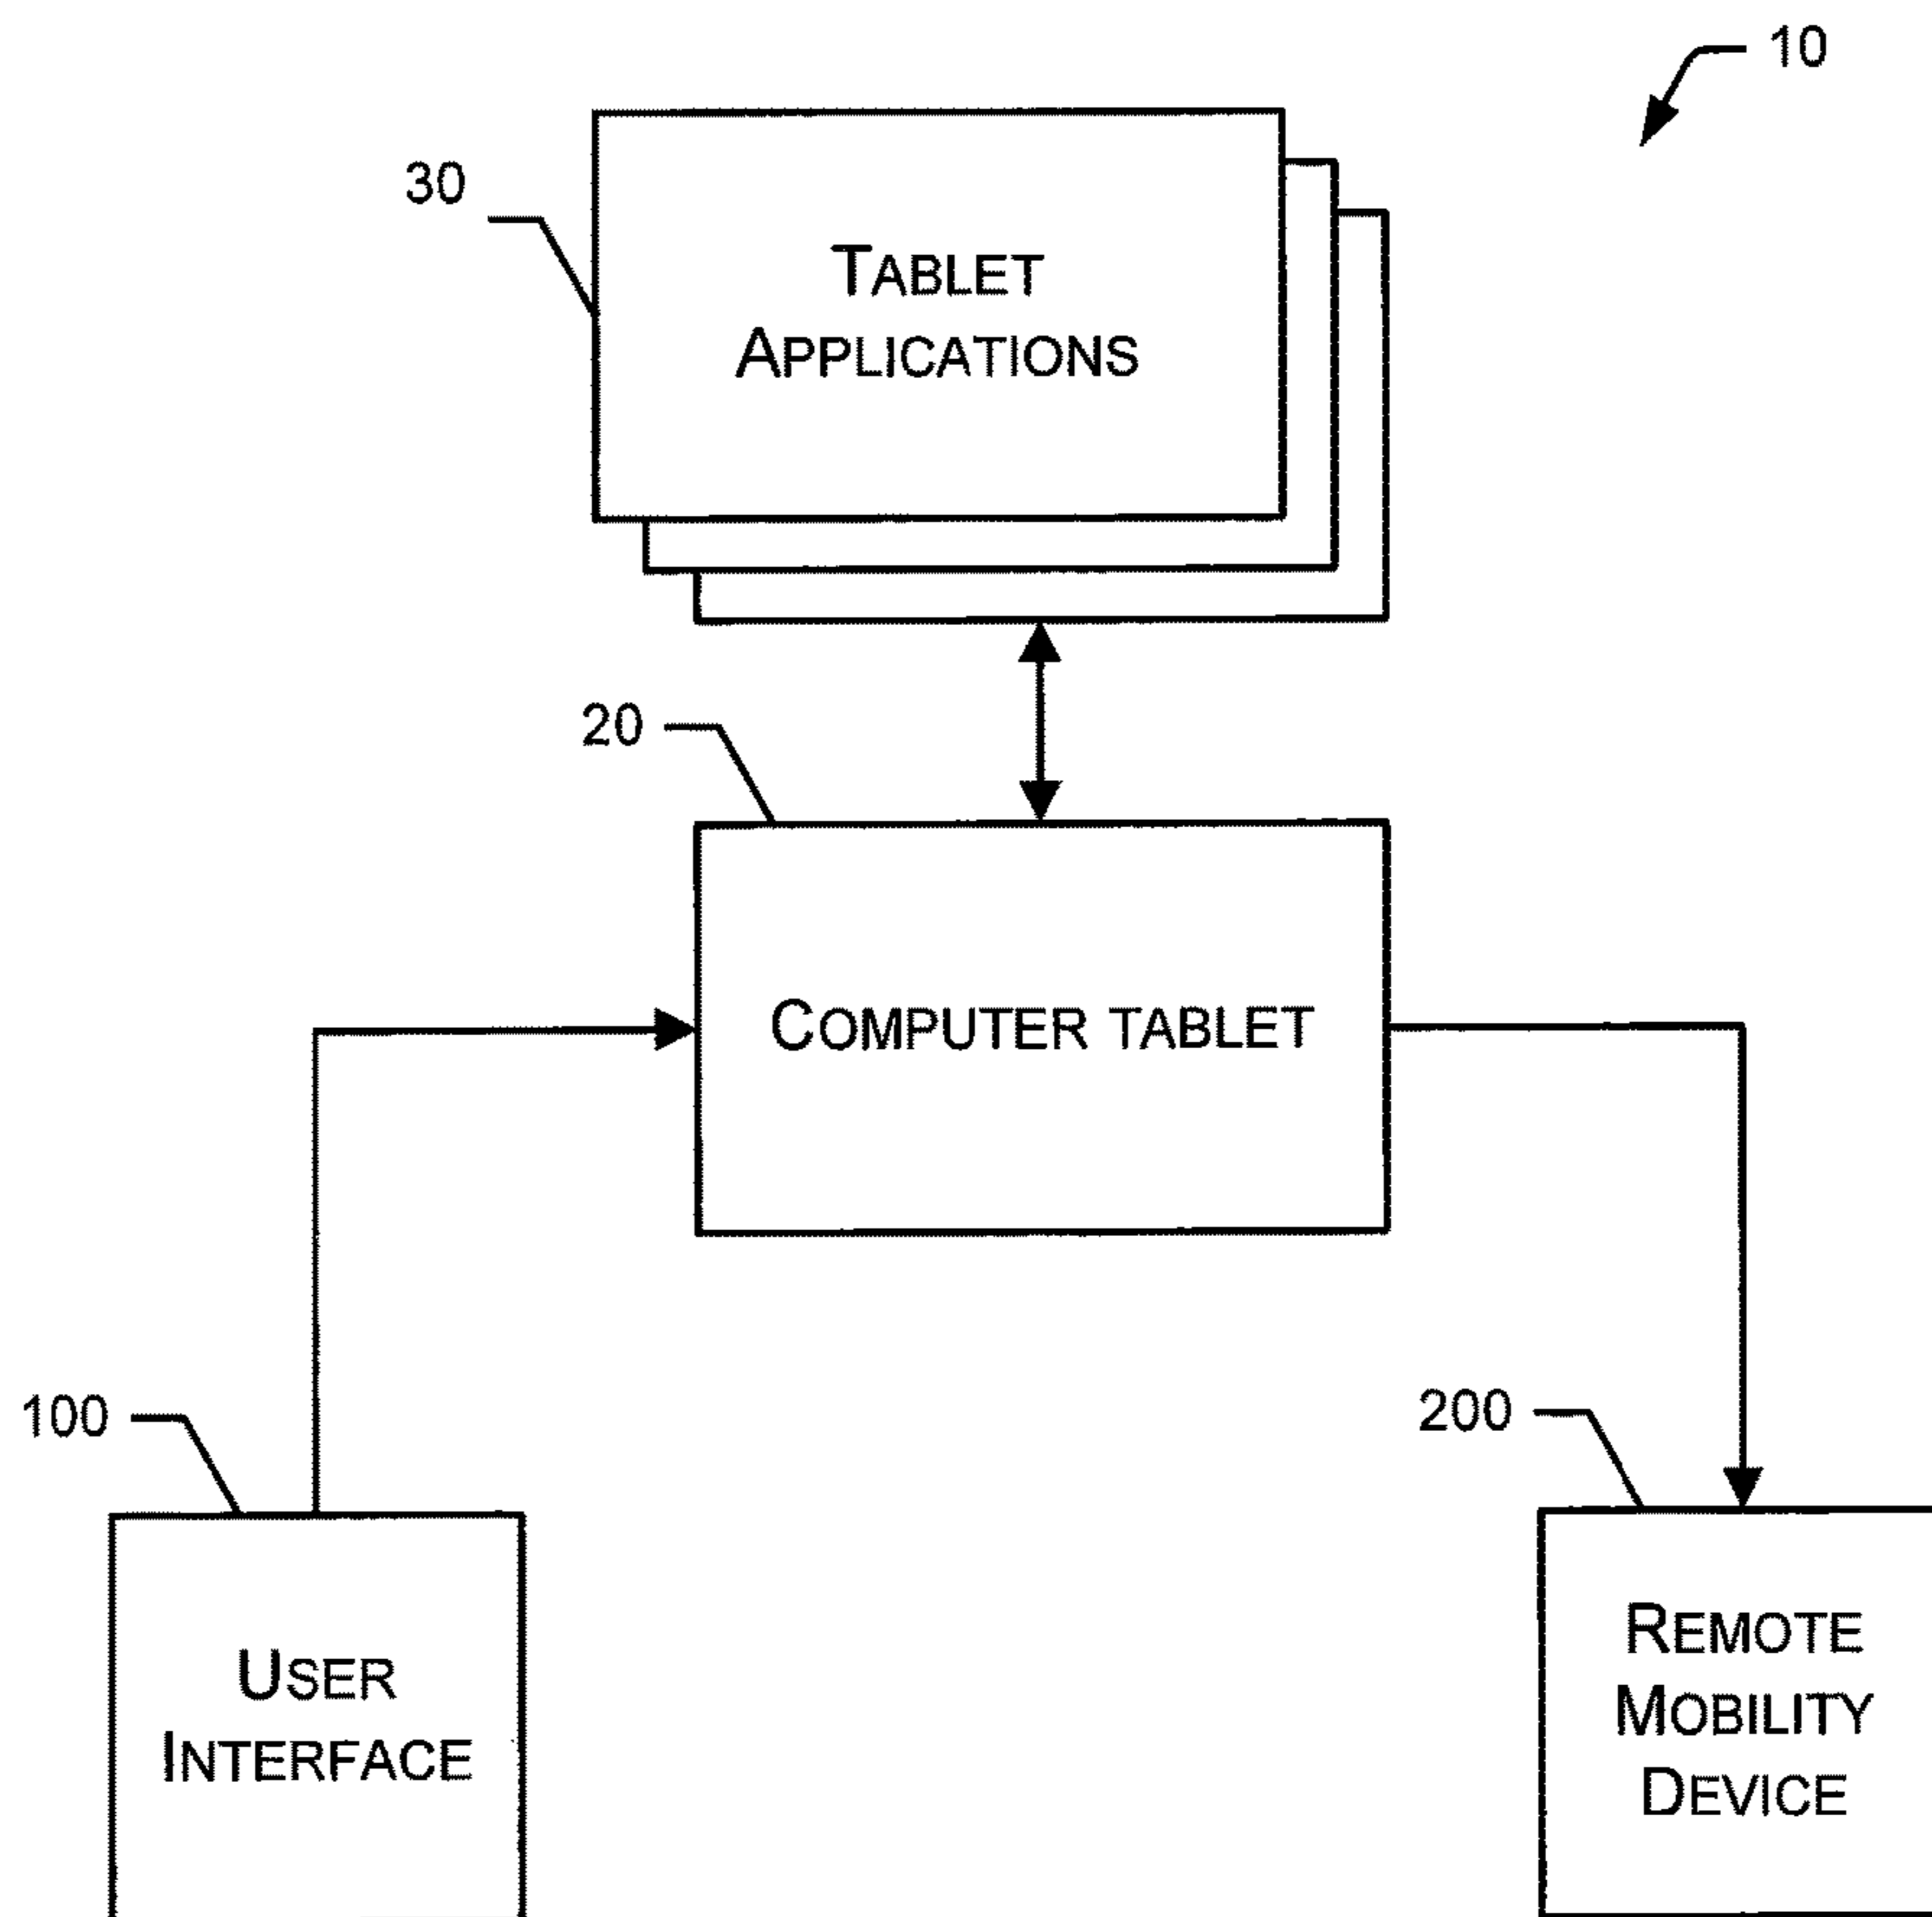 10
30
TABLET
APPLICATIONS
20
COMPUTER TABLET
100
200
USER
INTERFACE
REMOTE
MOBILITY
DEVICE